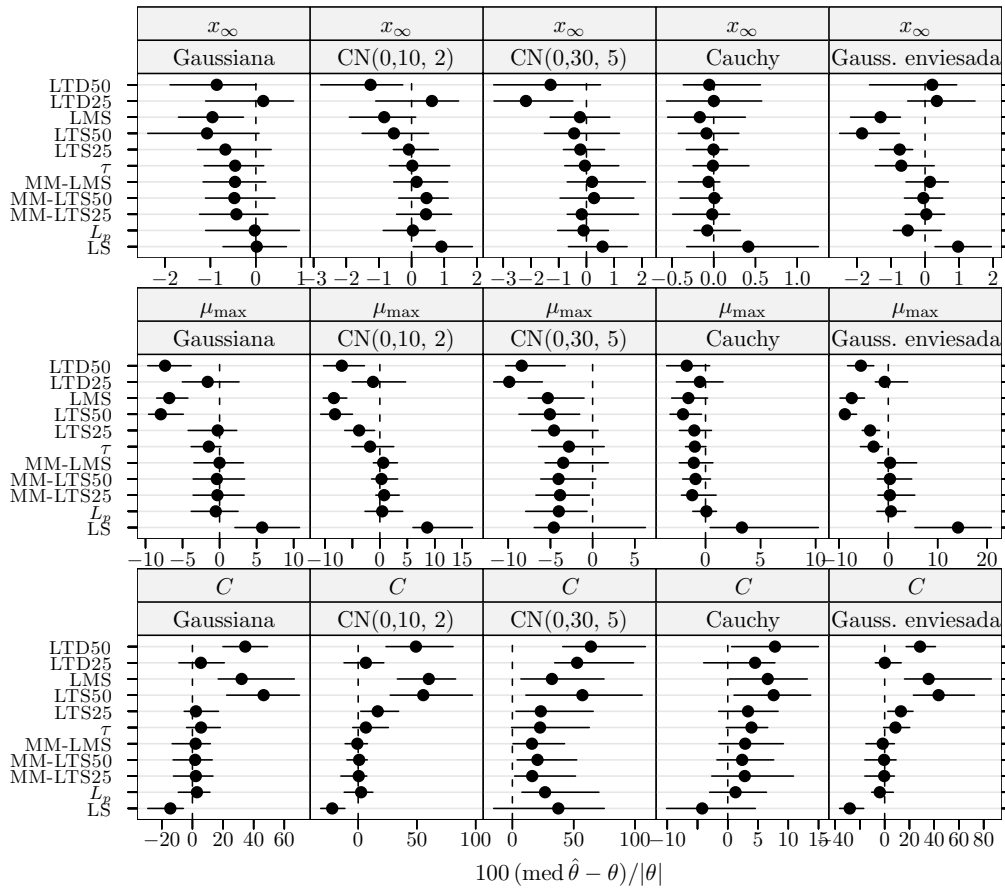 x∞ x∞ x∞ x∞ x∞
Gaussiana CN(0,10, 2) CN(0,30, 5) Cauchy Gauss. enviesada
LTD50
LTD25
LMS
LTS50
LTS25
τ
MM-LMS
MM-LTS50
MM-LTS25
Lp
LS
−2 −1 0 1 −3 −2 −1 0 1 2 −3 −2 −1 0 1 2 −0.5 0.0 0.5 1.0 −2 −1 0 1 2
μmax μmax μmax μmax μmax
Gaussiana CN(0,10, 2) CN(0,30, 5) Cauchy Gauss. enviesada
LTD50
LTD25
LMS
LTS50
LTS25
τ
MM-LMS
MM-LTS50
MM-LTS25
Lp
LS
−10 −5 0 5 10 −10 −5 0 5 10 15 −10 −5 0 5 0 5 10 −10 0 10 20
C C C C C
Gaussiana CN(0,10, 2) CN(0,30, 5) Cauchy Gauss. enviesada
LTD50
LTD25
LMS
LTS50
LTS25
τ
MM-LMS
MM-LTS50
MM-LTS25
Lp
LS
−20 0 20 40 60 0 20 40 60 80 100 0 50 100 −10 −5 0 5 10 15 −40 0 20 40 60 80
100 (med θ̂ − θ)/|θ|